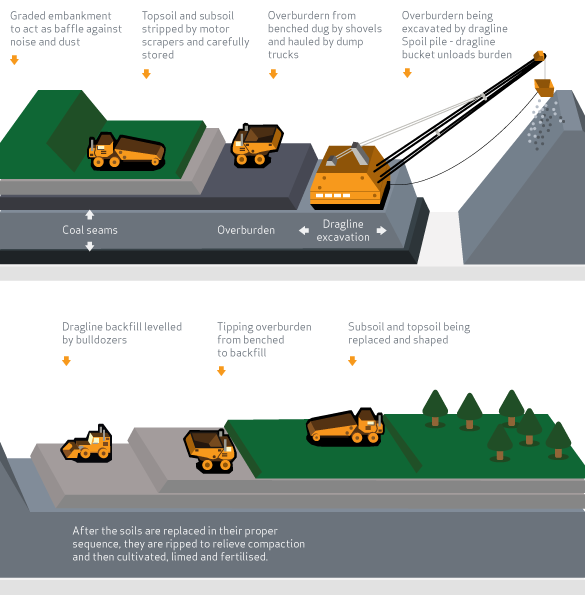 Graded embankment
to act as baffle against
noise and dust
Topsoil and subsoil
stripped by motor
scrapers and carefully
stored
Overburdern from
benched dug by shovels
and hauled by dump
trucks
Overburdern being
excavated by dragline
Spoil pile - dragline
bucket unloads burden
Coal seams
Overburden
Dragline
excavation
Dragline backfill levelled
by bulldozers
Tipping overburden
from benched
to backfill
Subsoil and topsoil being
replaced and shaped
After the soils are replaced in their proper
sequence, they are ripped to relieve compaction
and then cultivated, limed and fertilised.